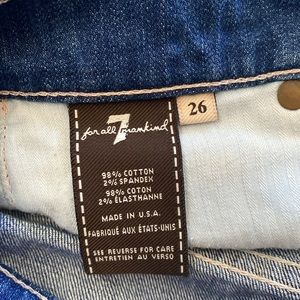 7
for all mankind
26
98% COTTON
2% SPANDEX
98% COTON
2% ÉLASTHANNE
MADE IN U.S.A.
FABRIQUÉ AUX ÉTATS-UNIS
SEE REVERSE FOR CARE
ENTRETIEN AU VERSO